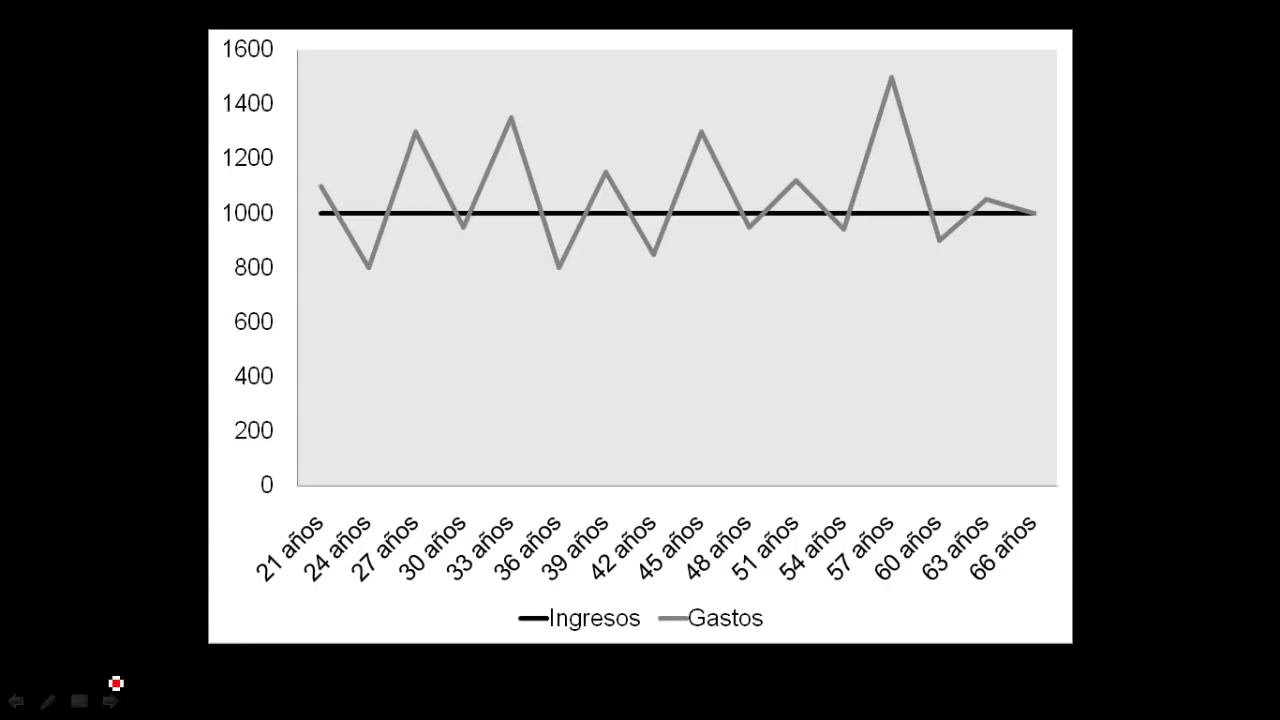 1600
1400
1200
1000
800
600
400
200
0
21 años
24 años
27 años
30 años
33 años
36 años
39 años
42 años
45 años
48 años
51 años
54 años
57 años
60 años
63 años
66 años
Ingresos Gastos